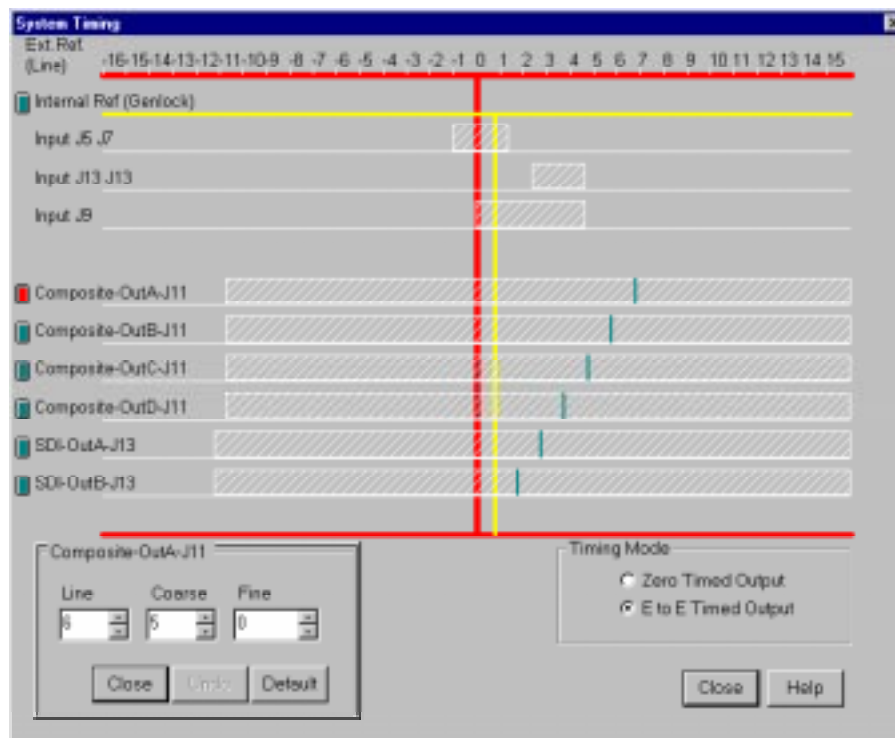 System Timing
Ext.Ref.
(Line) -16-15-14-13-12-11-10-9 -8 -7 -6 -5 -4 -3 -2 -1 0 1 2 3 4 5 6 7 8 9 10 11 12 13 14 15
Internal Ref (Genlock)
Input J5 J7
Input J13 J13
Input J9
Composite-OutA-J11
Composite-OutB-J11
Composite-OutC-J11
Composite-OutD-J11
SDI-OutA-J13
SDI-OutB-J13
Composite-OutA-J11
Line Coarse Fine
6 5 0
Close Undo Default
Timing Mode
Zero Timed Output
E to E Timed Output
Close Help